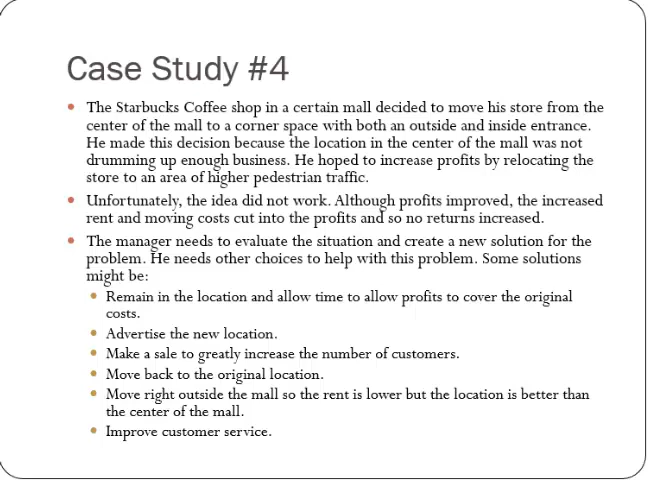 Case Study #4
• The Starbucks Coffee shop in a certain mall decided to move his store from the
center of the mall to a corner space with both an outside and inside entrance.
He made this decision because the location in the center of the mall was not
drumming up enough business. He hoped to increase profits by relocating the
store to an area of higher pedestrian traffic.
• Unfortunately, the idea did not work. Although profits improved, the increased
rent and moving costs cut into the profits and so no returns increased.
• The manager needs to evaluate the situation and create a new solution for the
problem. He needs other choices to help with this problem. Some solutions
might be:
• Remain in the location and allow time to allow profits to cover the original
costs.
• Advertise the new location.
• Make a sale to greatly increase the number of customers.
• Move back to the original location.
• Move right outside the mall so the rent is lower but the location is better than
the center of the mall.
• Improve customer service.